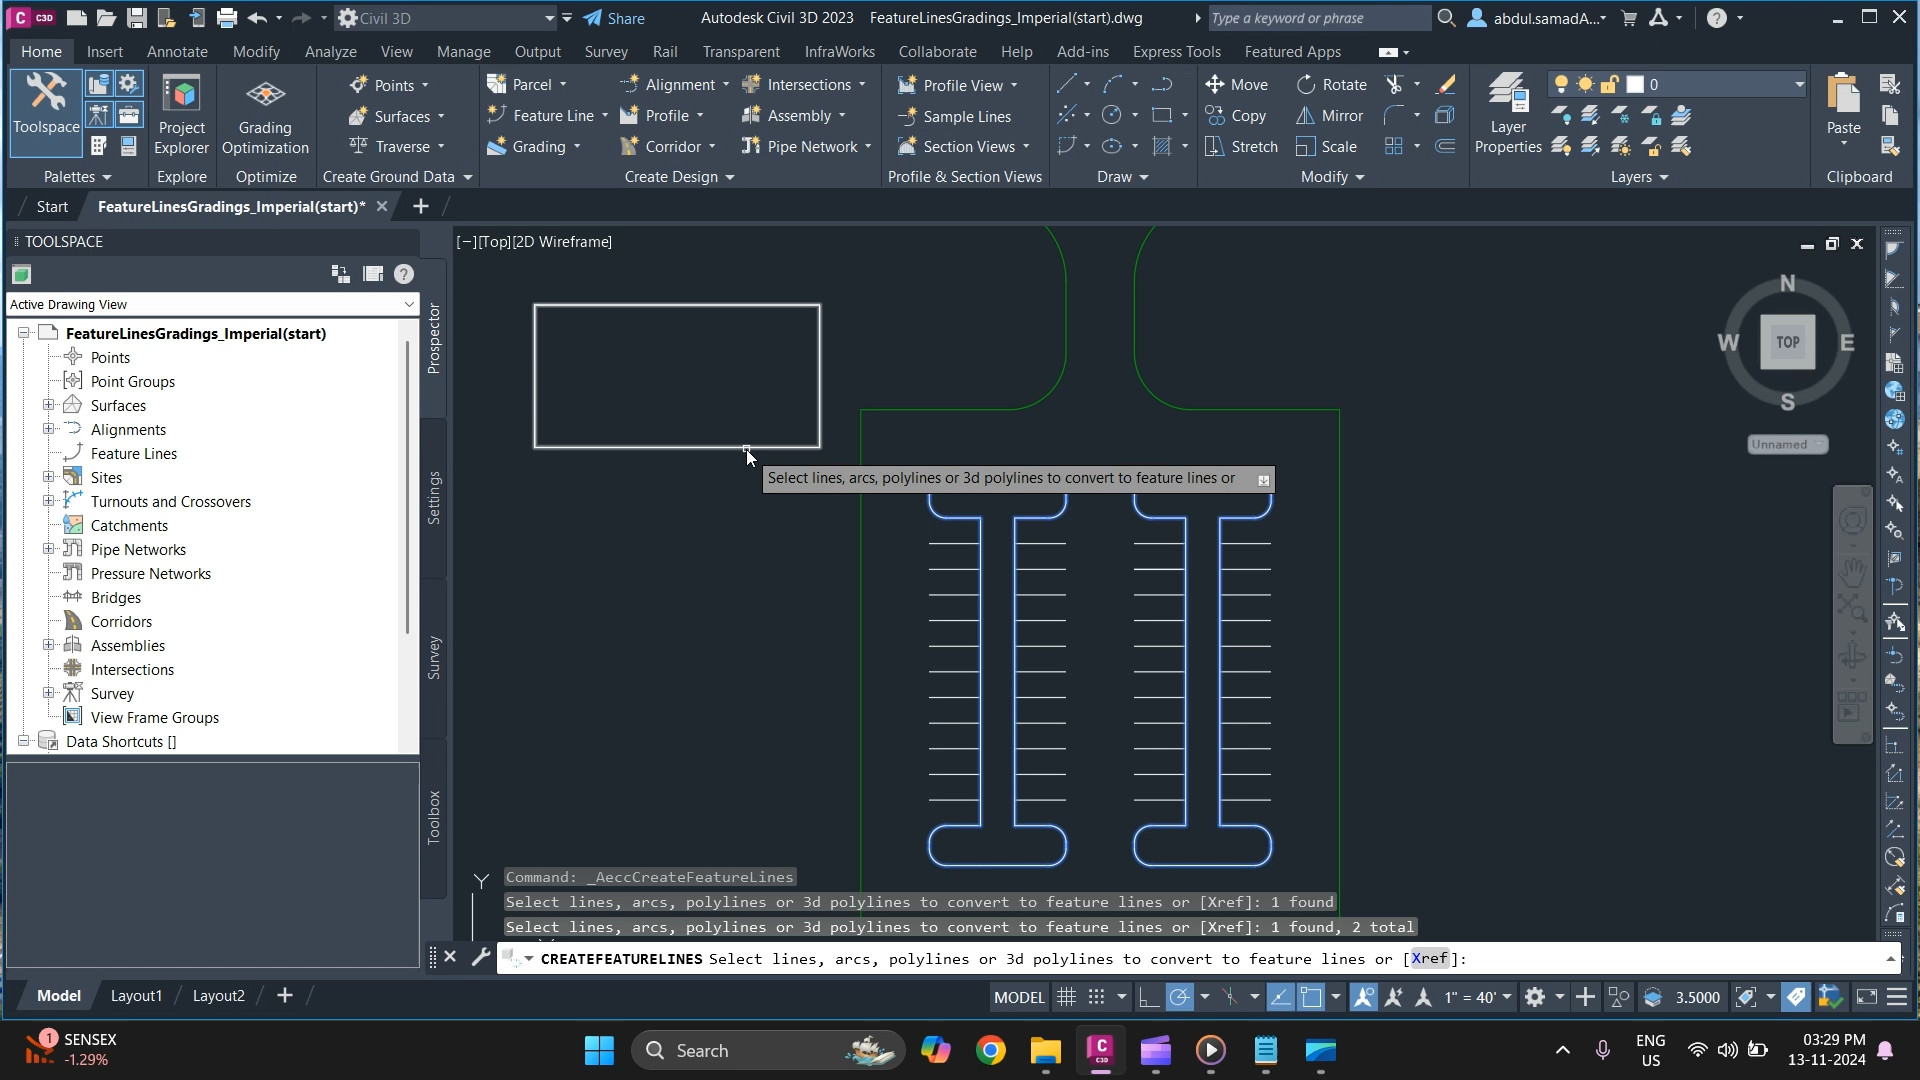 C3D
Civil 3D
Share
Autodesk Civil 3D 2023 FeatureLinesGradings_Imperial(start).dwg
Type a keyword or phrase
abdul.samadA...
Home Insert Annotate Modify Analyze View Manage Output Survey Rail Transparent InfraWorks Collaborate Help Add-ins Express Tools Featured Apps
Toolspace
Project Explorer
Grading Optimization
Points
Surfaces
Traverse
Parcel
Feature Line
Grading
Alignment
Profile
Corridor
Intersections
Assembly
Pipe Network
Profile View
Sample Lines
Section Views
Move
Copy
Stretch
Rotate
Mirror
Scale
Layer Properties
0
Paste
Palettes
Explore
Optimize
Create Ground Data
Create Design
Profile & Section Views
Draw
Modify
Layers
Clipboard
Start
FeatureLinesGradings_Imperial(start)*
TOOLSPACE
Active Drawing View
FeatureLinesGradings_Imperial(start)
Points
Point Groups
Surfaces
Alignments
Feature Lines
Sites
Turnouts and Crossovers
Catchments
Pipe Networks
Pressure Networks
Bridges
Corridors
Assemblies
Intersections
Survey
View Frame Groups
Data Shortcuts []
Prospector
Settings
Survey
Toolbox
[−][Top][2D Wireframe]
N
W
TOP
E
S
Unnamed
Select lines, arcs, polylines or 3d polylines to convert to feature lines or
Y
Command: _AeccCreateFeatureLines
Select lines, arcs, polylines or 3d polylines to convert to feature lines or [Xref]: 1 found
Select lines, arcs, polylines or 3d polylines to convert to feature lines or [Xref]: 1 found, 2 total
CREATEFEATURELINES Select lines, arcs, polylines or 3d polylines to convert to feature lines or [Xref]:
Model Layout1 Layout2
MODEL
1" = 40'
3.5000
1
SENSEX
-1.29%
Search
C3D
ENG
US
03:29 PM
13-11-2024